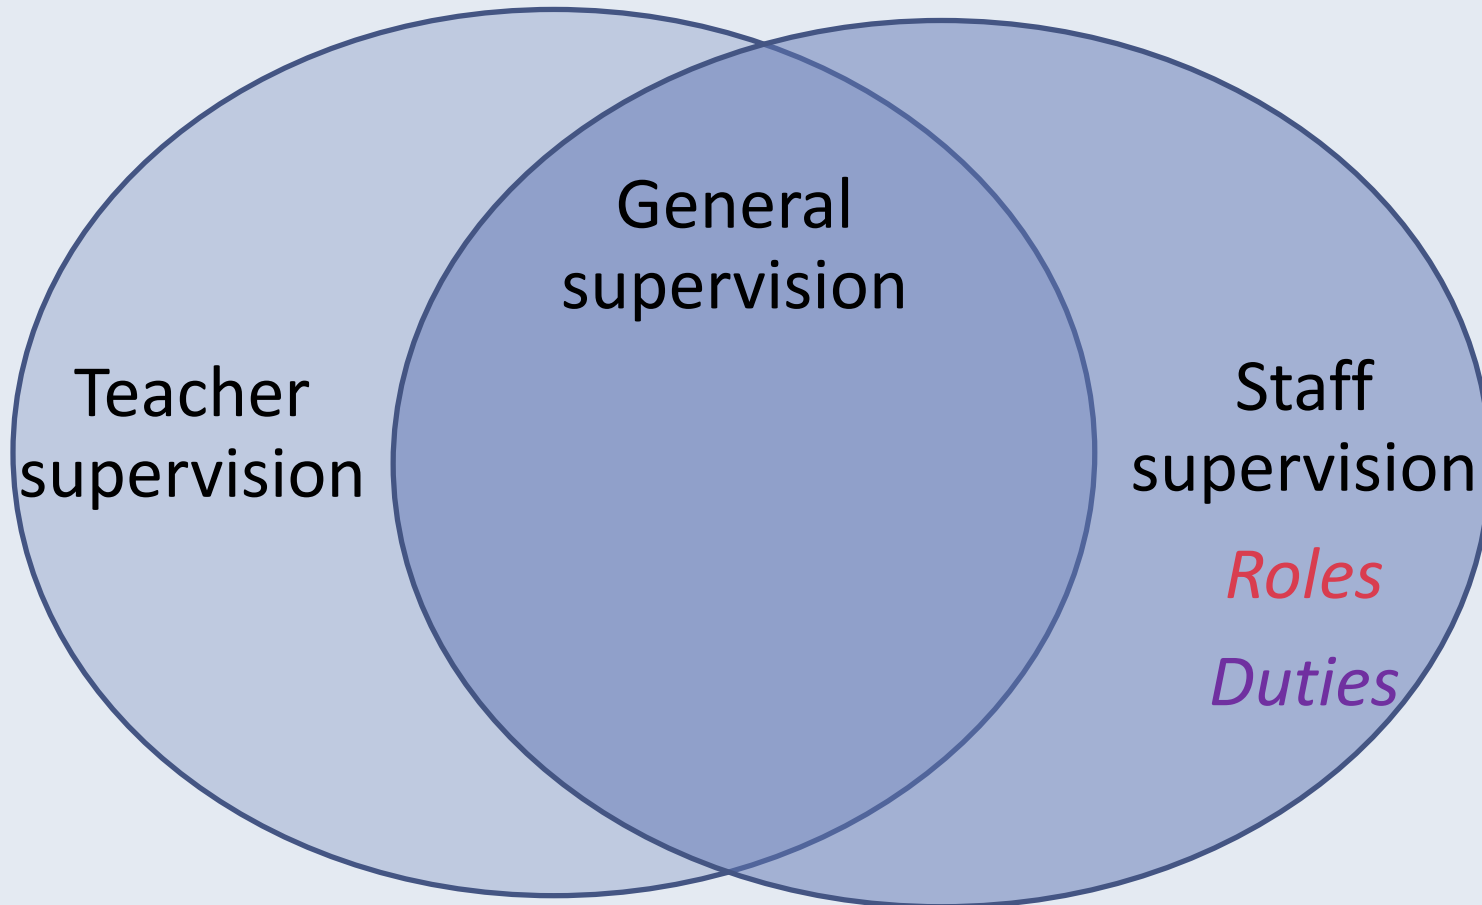 General
supervision
Teacher
supervision
Staff
supervision
Roles
Duties